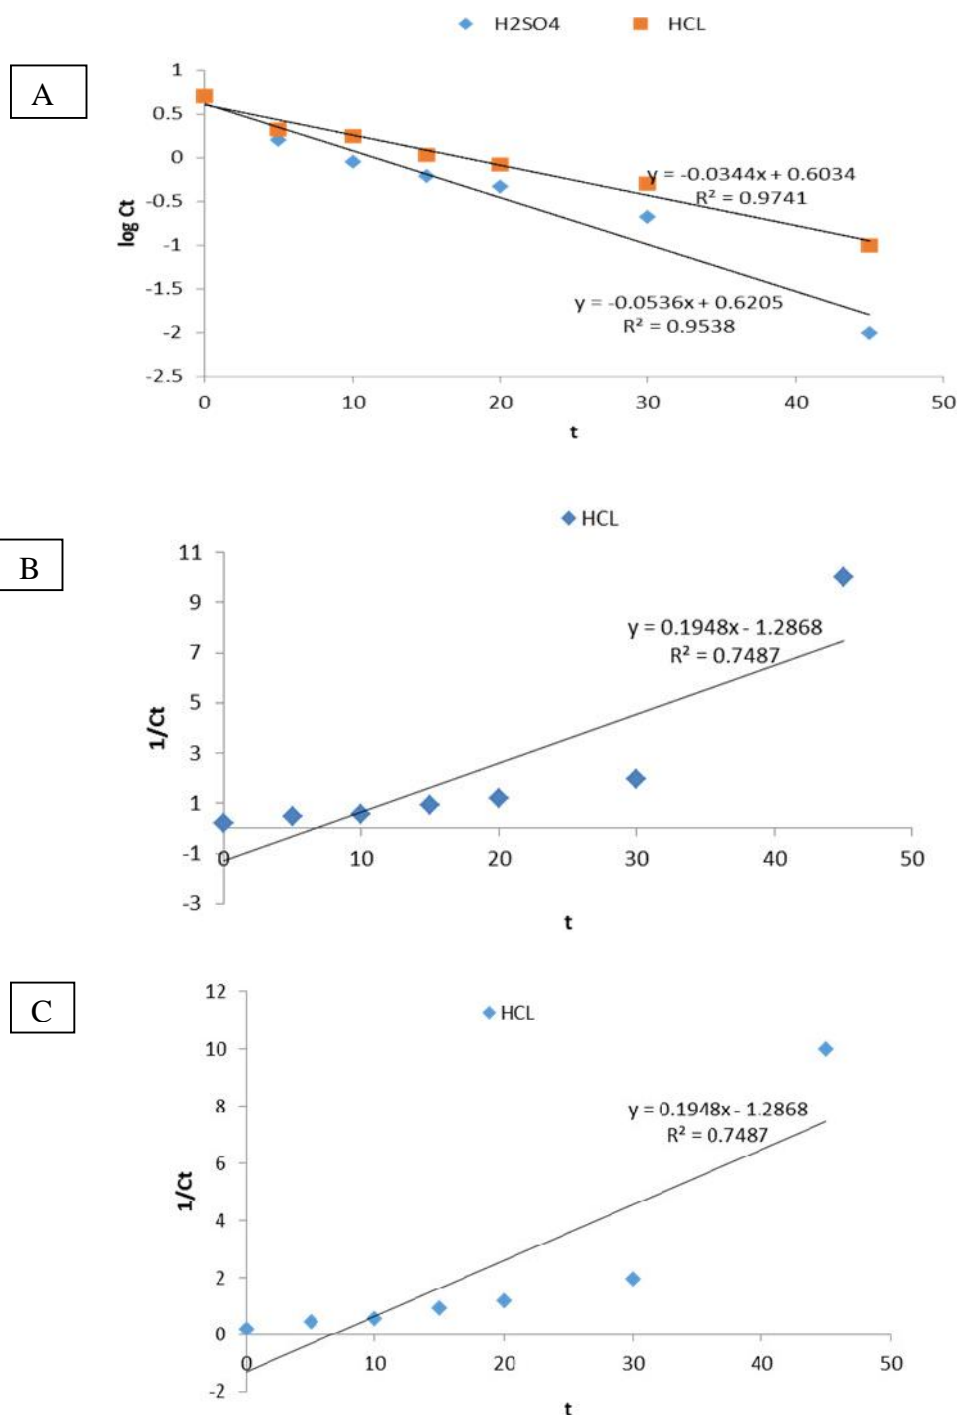 H2SO4 HCL
A
1
0.5
0
-0.5
-1
-1.5
-2
-2.5
log Ct
y = -0.0344x + 0.6034
R² = 0.9741
y = -0.0536x + 0.6205
R² = 0.9538
0 10 20 30 40 50
t
B
HCL
11
9
7
5
3
1
-1
-3
1/Ct
y = 0.1948x - 1.2868
R² = 0.7487
0 10 20 30 40 50
t
C
HCL
12
10
8
6
4
2
0
-2
1/Ct
y = 0.1948x - 1.2868
R² = 0.7487
0 10 20 30 40 50
t